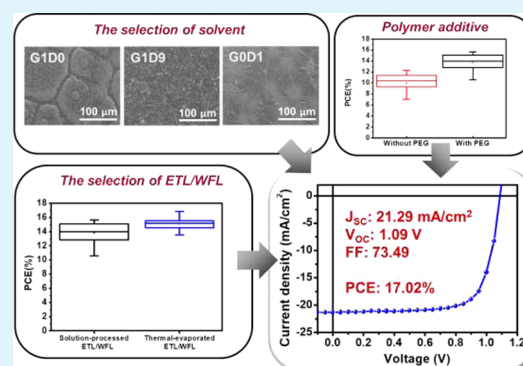 The selection of solvent
G1D0
G1D9
G0D1
100 μm
100 μm
100 μm
Polymer additive
PCE(%)
18
16
14
12
10
8
6
4
2
0
Without PEG
With PEG
The selection of ETL/WFL
PCE(%)
18
16
14
12
10
8
6
4
2
0
Solution-processed
ETL/WFL
Thermal-evaporated
ETL/WFL
Current density (mA/cm²)
0
-5
-10
-15
-20
-25
JSC: 21.29 mA/cm²
VOC: 1.09 V
FF: 73.49
PCE: 17.02%
0.0
0.2
0.4
0.6
0.8
1.0
1.2
Voltage (V)